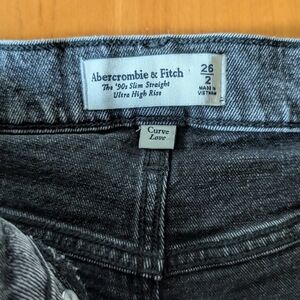 Abercrombie & Fitch
The '90s Slim Straight
Ultra High Rise
26
2
MADE IN
VIETNAM
Curve
Love